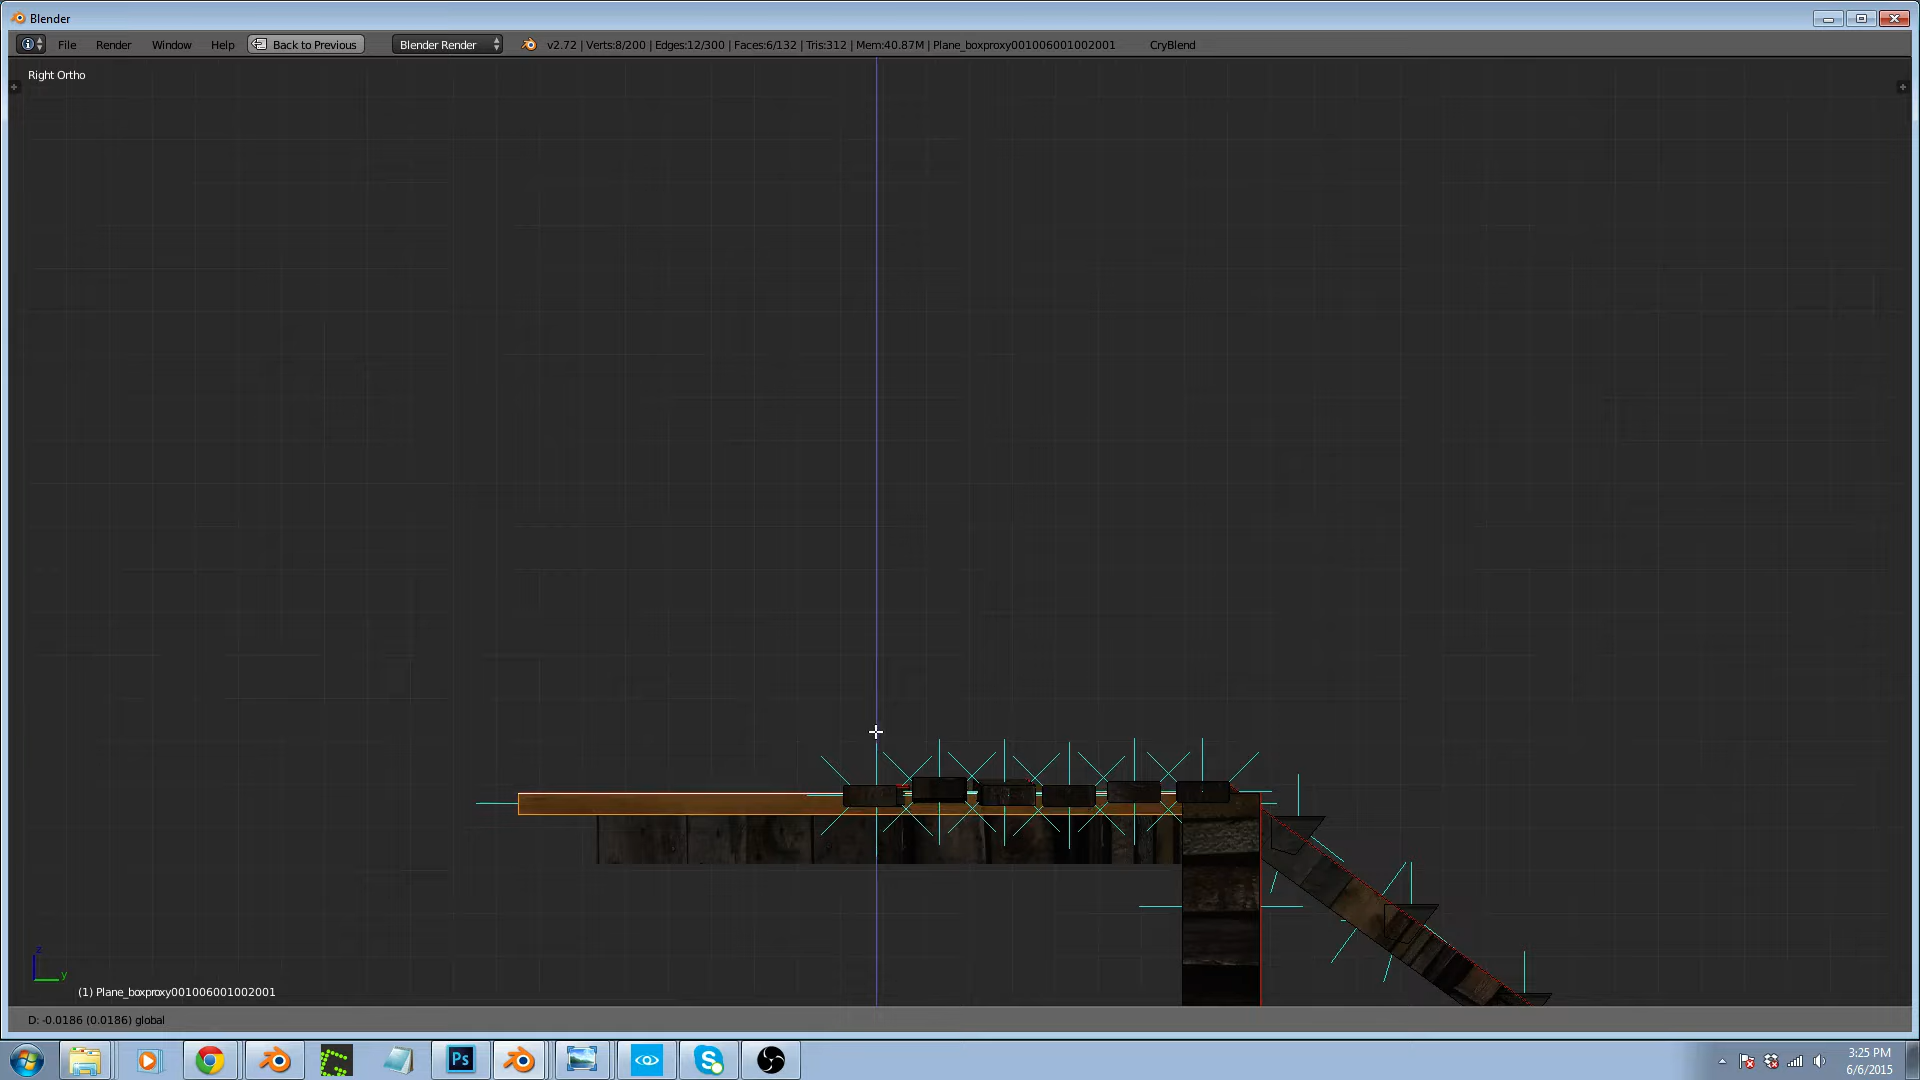 Blender
File Render Window Help Back to Previous Blender Render v2.72 | Verts:8/200 | Edges:12/300 | Faces:6/132 | Tris:312 | Mem:40.87M | Plane_boxproxy001006001002001 CryBlend
Right Ortho
z
y
(1) Plane_boxproxy001006001002001
D: -0.0186 (0.0186) global
Ps
3:25 PM
6/6/2015